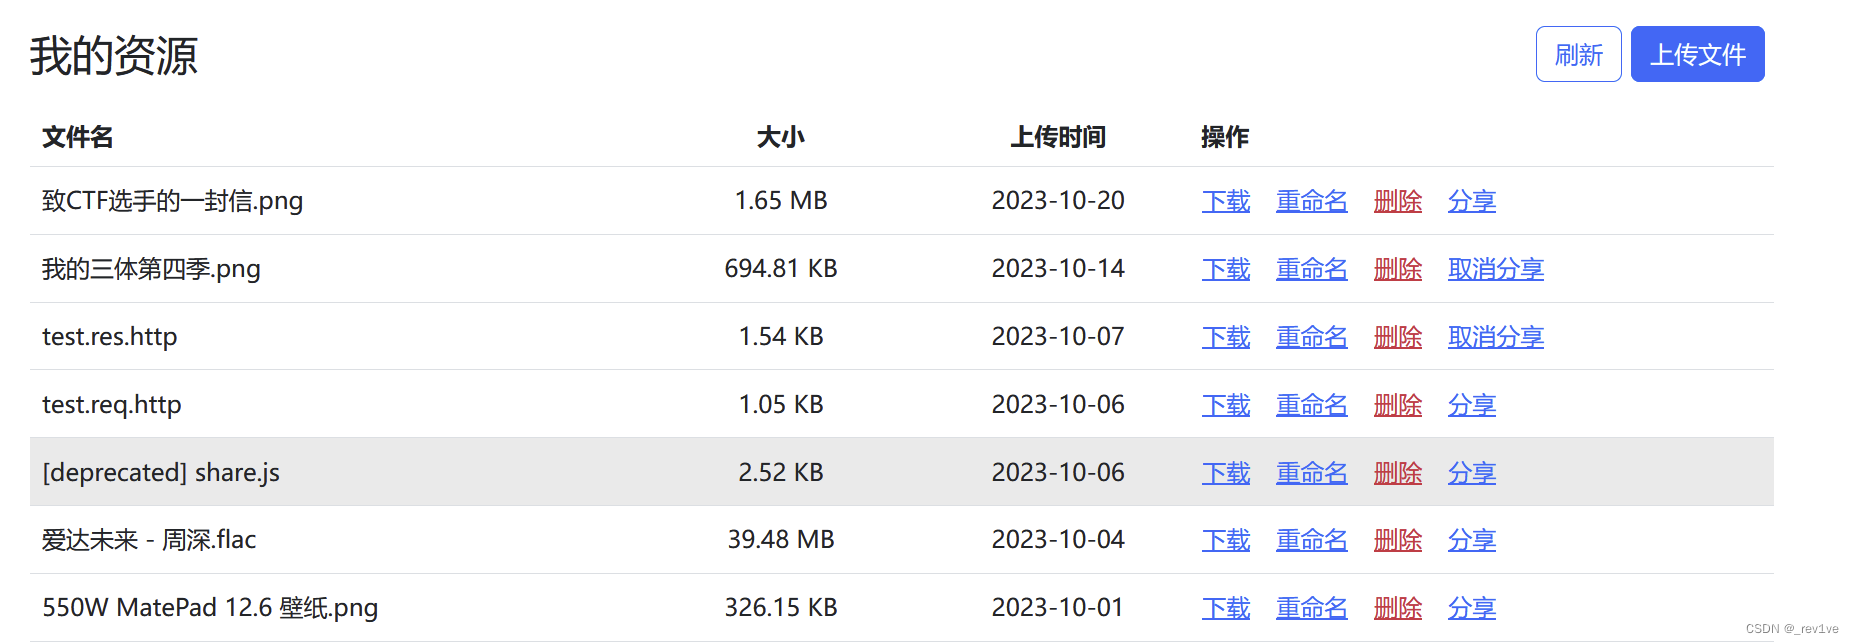 我的资源 刷新 上传文件
文件名 大小 上传时间 操作
致CTF选手的一封信.png 1.65 MB 2023-10-20 下载 重命名 删除 分享
我的三体第四季.png 694.81 KB 2023-10-14 下载 重命名 删除 取消分享
test.res.http 1.54 KB 2023-10-07 下载 重命名 删除 取消分享
test.req.http 1.05 KB 2023-10-06 下载 重命名 删除 分享
[deprecated] share.js 2.52 KB 2023-10-06 下载 重命名 删除 分享
爱达未来 - 周深.flac 39.48 MB 2023-10-04 下载 重命名 删除 分享
550W MatePad 12.6 壁纸.png 326.15 KB 2023-10-01 下载 重命名 删除 分享
CSDN @_rev1ve